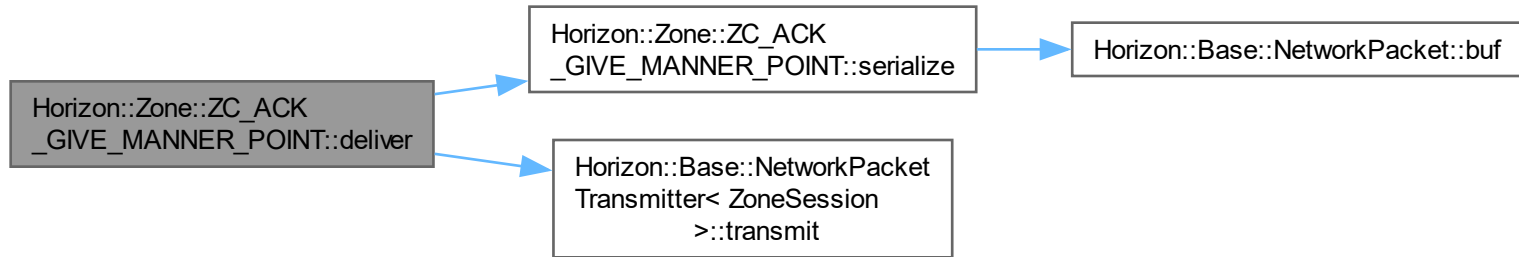 Horizon::Zone::ZC_ACK
_GIVE_MANNER_POINT::deliver
Horizon::Zone::ZC_ACK
_GIVE_MANNER_POINT::serialize
Horizon::Base::NetworkPacket::buf
Horizon::Base::NetworkPacket
Transmitter< ZoneSession
>::transmit